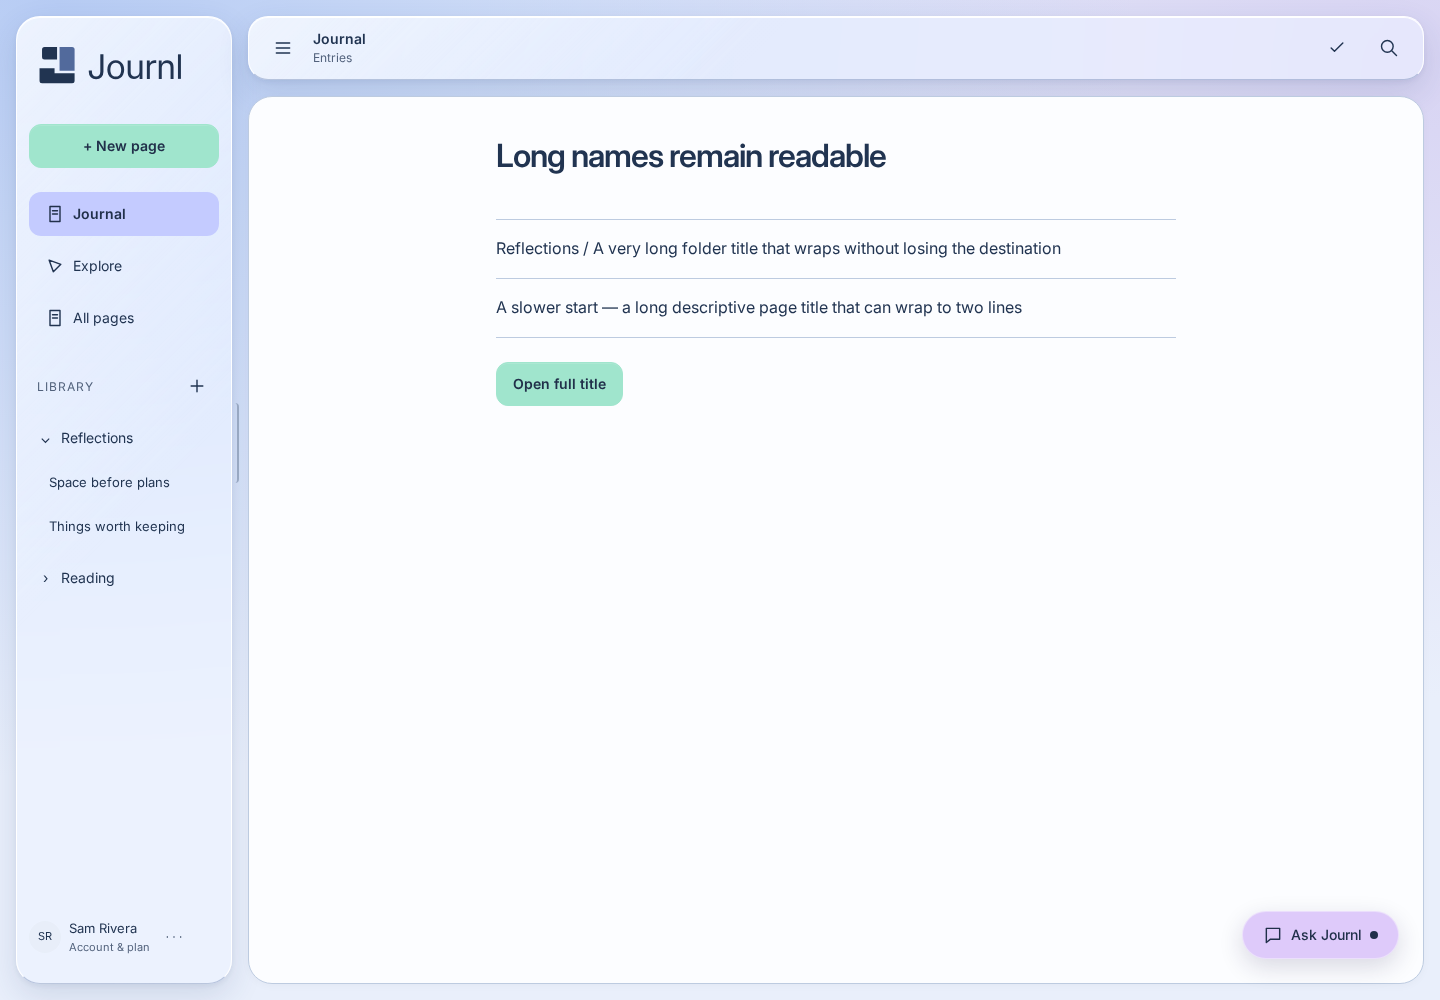 Journl
+ New page
Journal
Explore
All pages
LIBRARY
Reflections
Space before plans
Things worth keeping
Reading
SR
Sam Rivera
Account & plan
Journal
Entries
Long names remain readable
Reflections / A very long folder title that wraps without losing the destination
A slower start — a long descriptive page title that can wrap to two lines
Open full title
Ask Journl